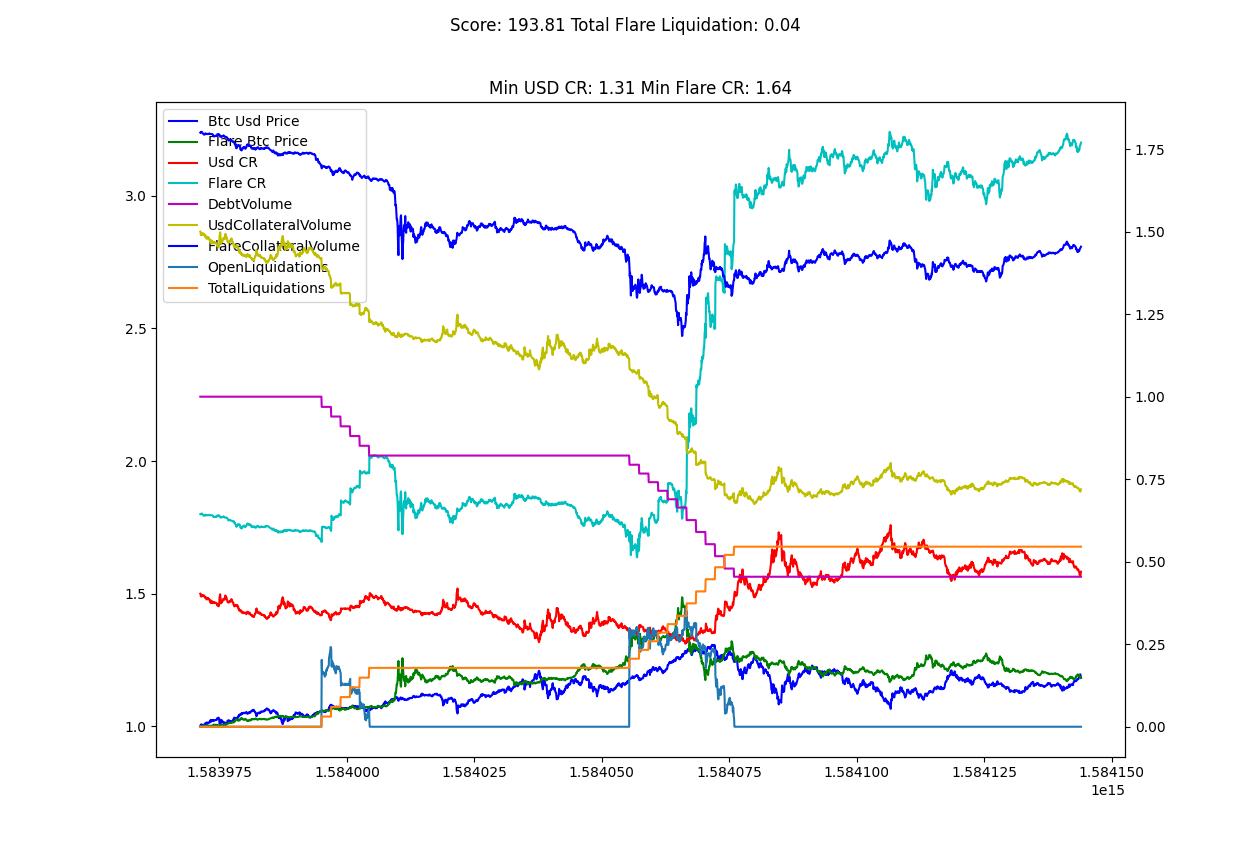 Score: 193.81 Total Flare Liquidation: 0.04
Min USD CR: 1.31 Min Flare CR: 1.64
Btc Usd Price
Flare Btc Price
Usd CR
Flare CR
DebtVolume
UsdCollateralVolume
FlareCollateralVolume
OpenLiquidations
TotalLiquidations
3.0
2.5
2.0
1.5
1.0
1.75
1.50
1.25
1.00
0.75
0.50
0.25
0.00
1.583975 1.584000 1.584025 1.584050 1.584075 1.584100 1.584125 1.584150
1e15